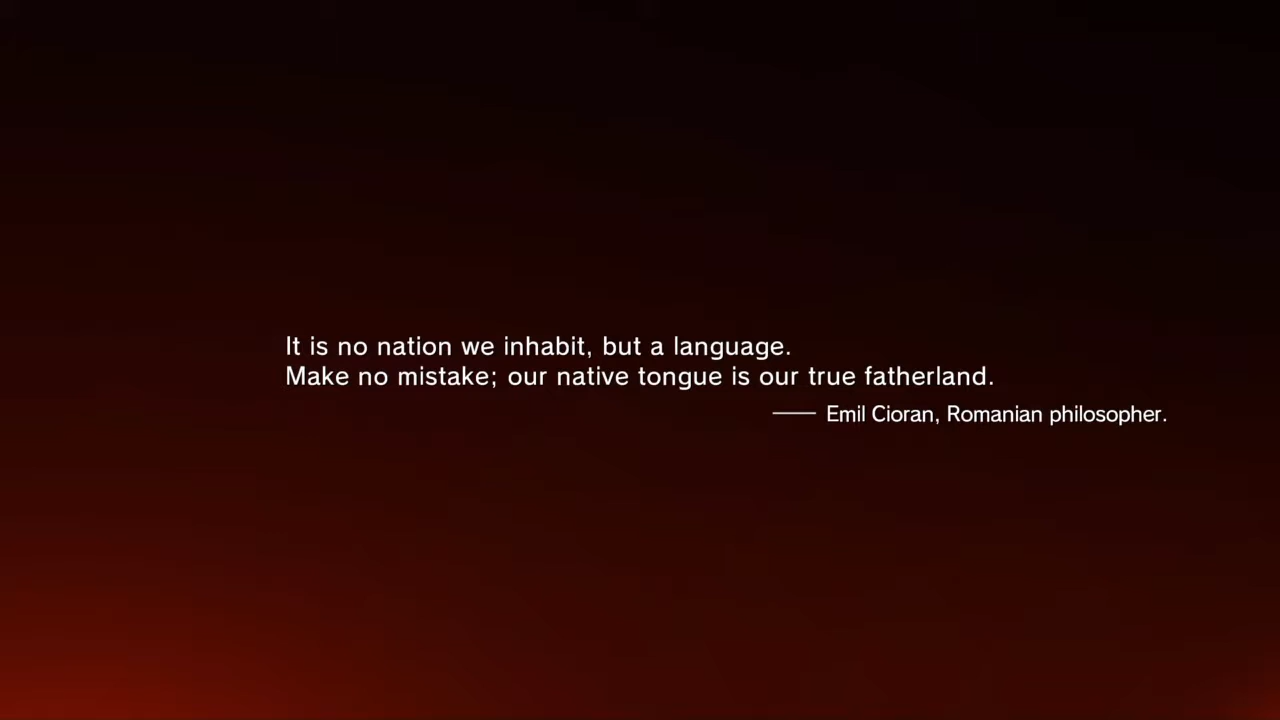 It is no nation we inhabit, but a language.
Make no mistake; our native tongue is our true fatherland.
—— Emil Cioran, Romanian philosopher.